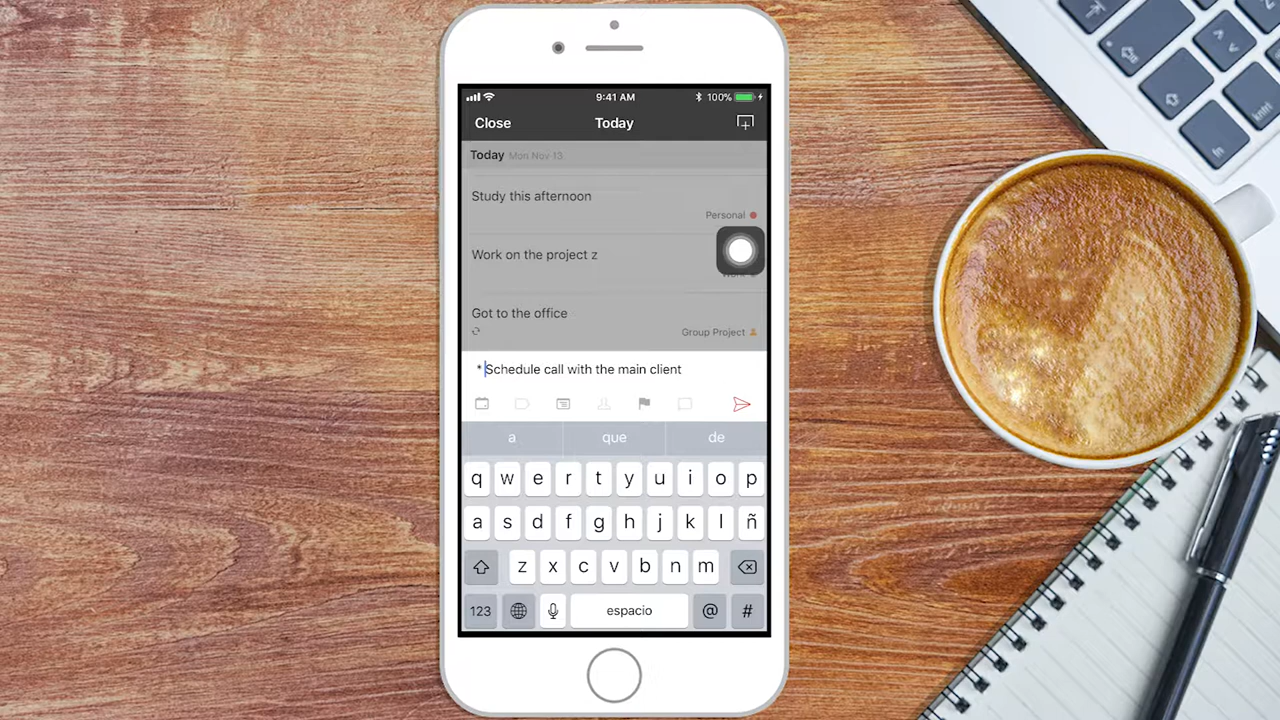 9:41 AM 100%
Close Today
Today Mon Nov 13
Study this afternoon
Personal
Work on the project z
Got to the office
Group Project
* Schedule call with the main client
a que de
q w e r t y u i o p
a s d f g h j k l ñ
z x c v b n m
123 espacio @ #
fn